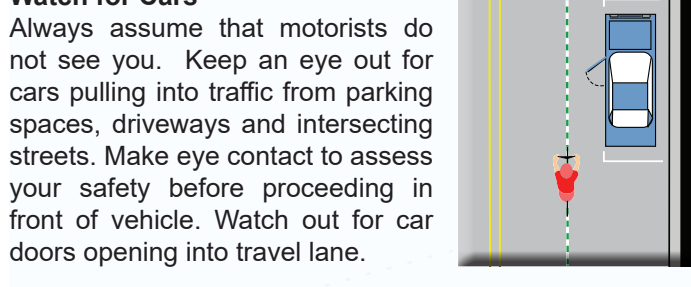 Watch for Cars
Always assume that motorists do
not see you. Keep an eye out for
cars pulling into traffic from parking
spaces, driveways and intersecting
streets. Make eye contact to assess
your safety before proceeding in
front of vehicle. Watch out for car
doors opening into travel lane.